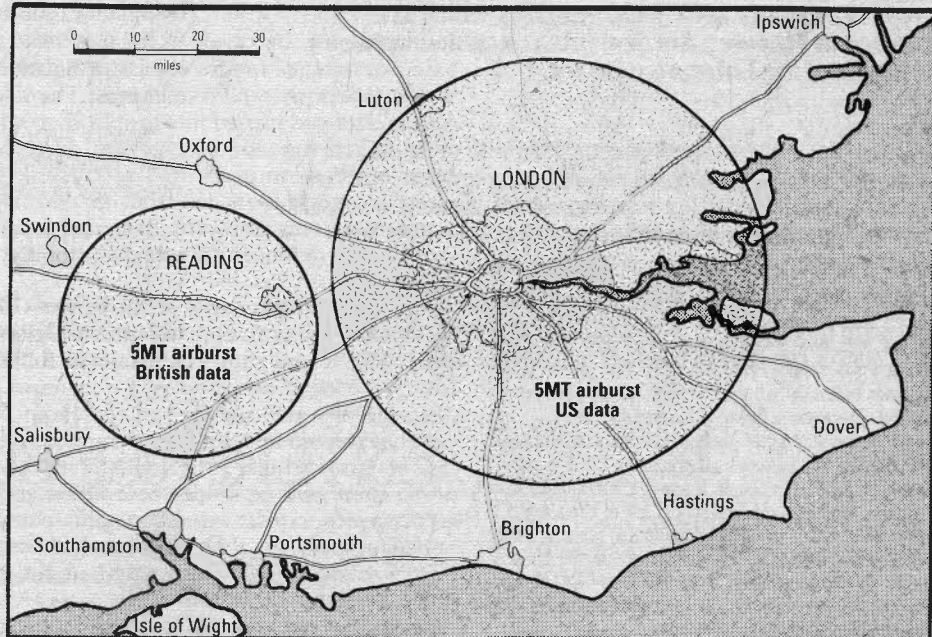 Ipswich
0 10 20 30
miles
Luton
Oxford
LONDON
Swindon
READING
5MT airburst
British data
5MT airburst
US data
Salisbury
Dover
Hastings
Southampton
Portsmouth
Brighton
Isle of Wight